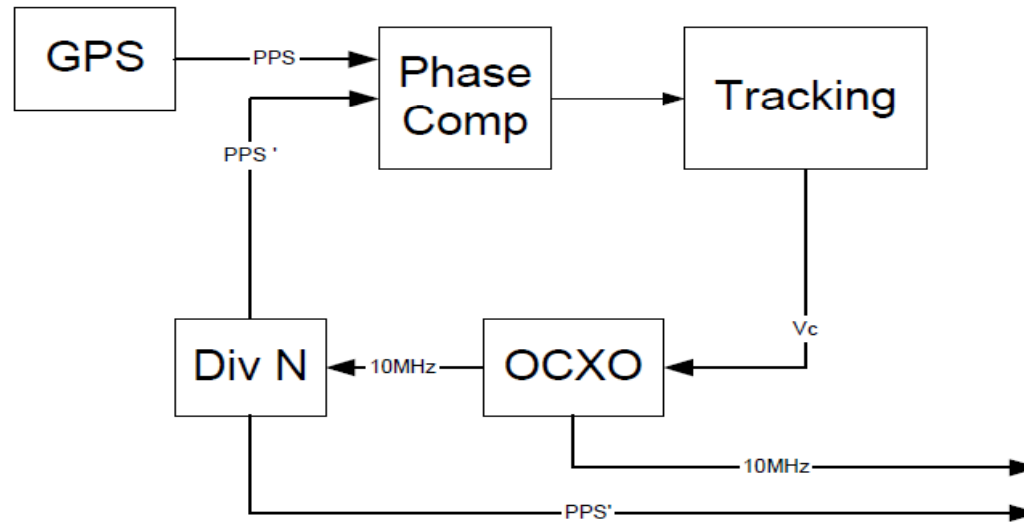 GPS
PPS
Phase
Comp
Tracking
PPS '
Vc
Div N
10MHz
OCXO
10MHz
PPS'